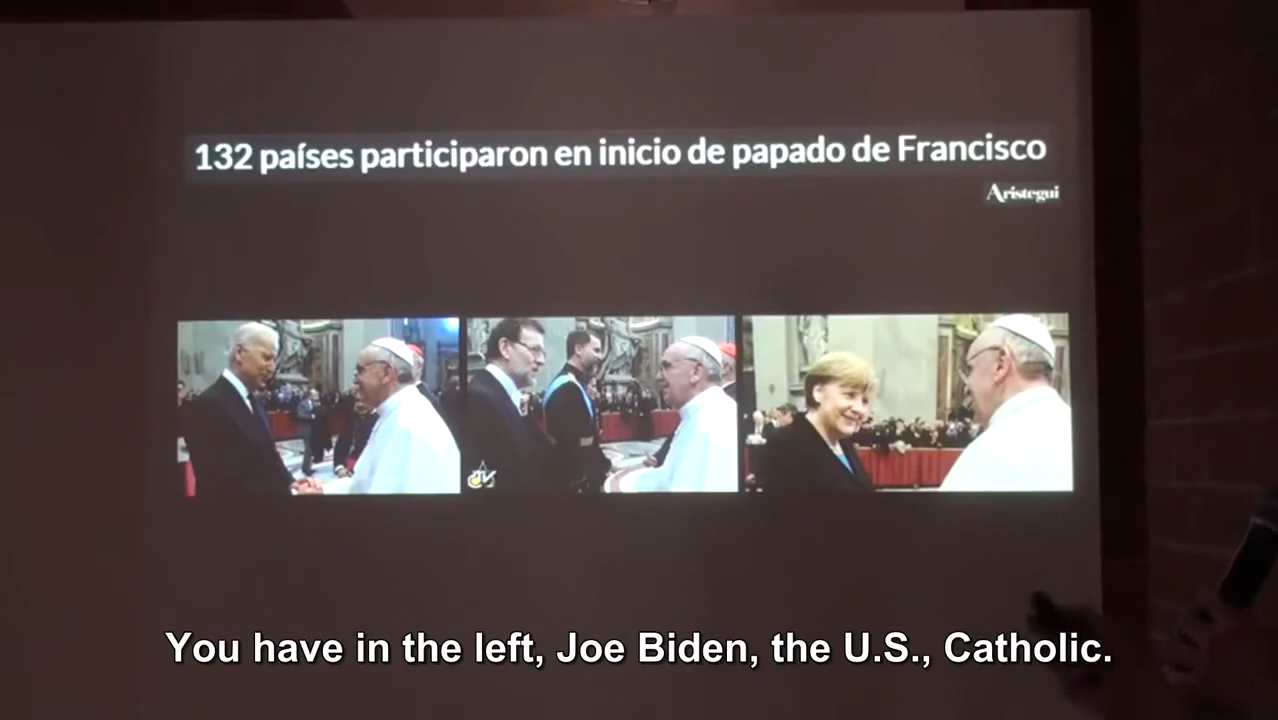 132 países participaron en inicio de papado de Francisco
Aristegui
TV
You have in the left, Joe Biden, the U.S., Catholic.